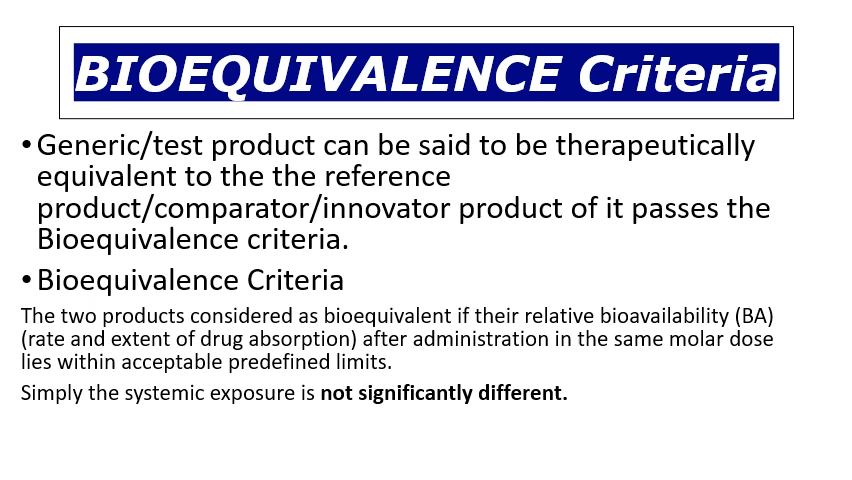 BIOEQUIVALENCE Criteria
• Generic/test product can be said to be therapeutically
equivalent to the the reference
product/comparator/innovator product of it passes the
Bioequivalence criteria.
• Bioequivalence Criteria
The two products considered as bioequivalent if their relative bioavailability (BA)
(rate and extent of drug absorption) after administration in the same molar dose
lies within acceptable predefined limits.
Simply the systemic exposure is not significantly different.